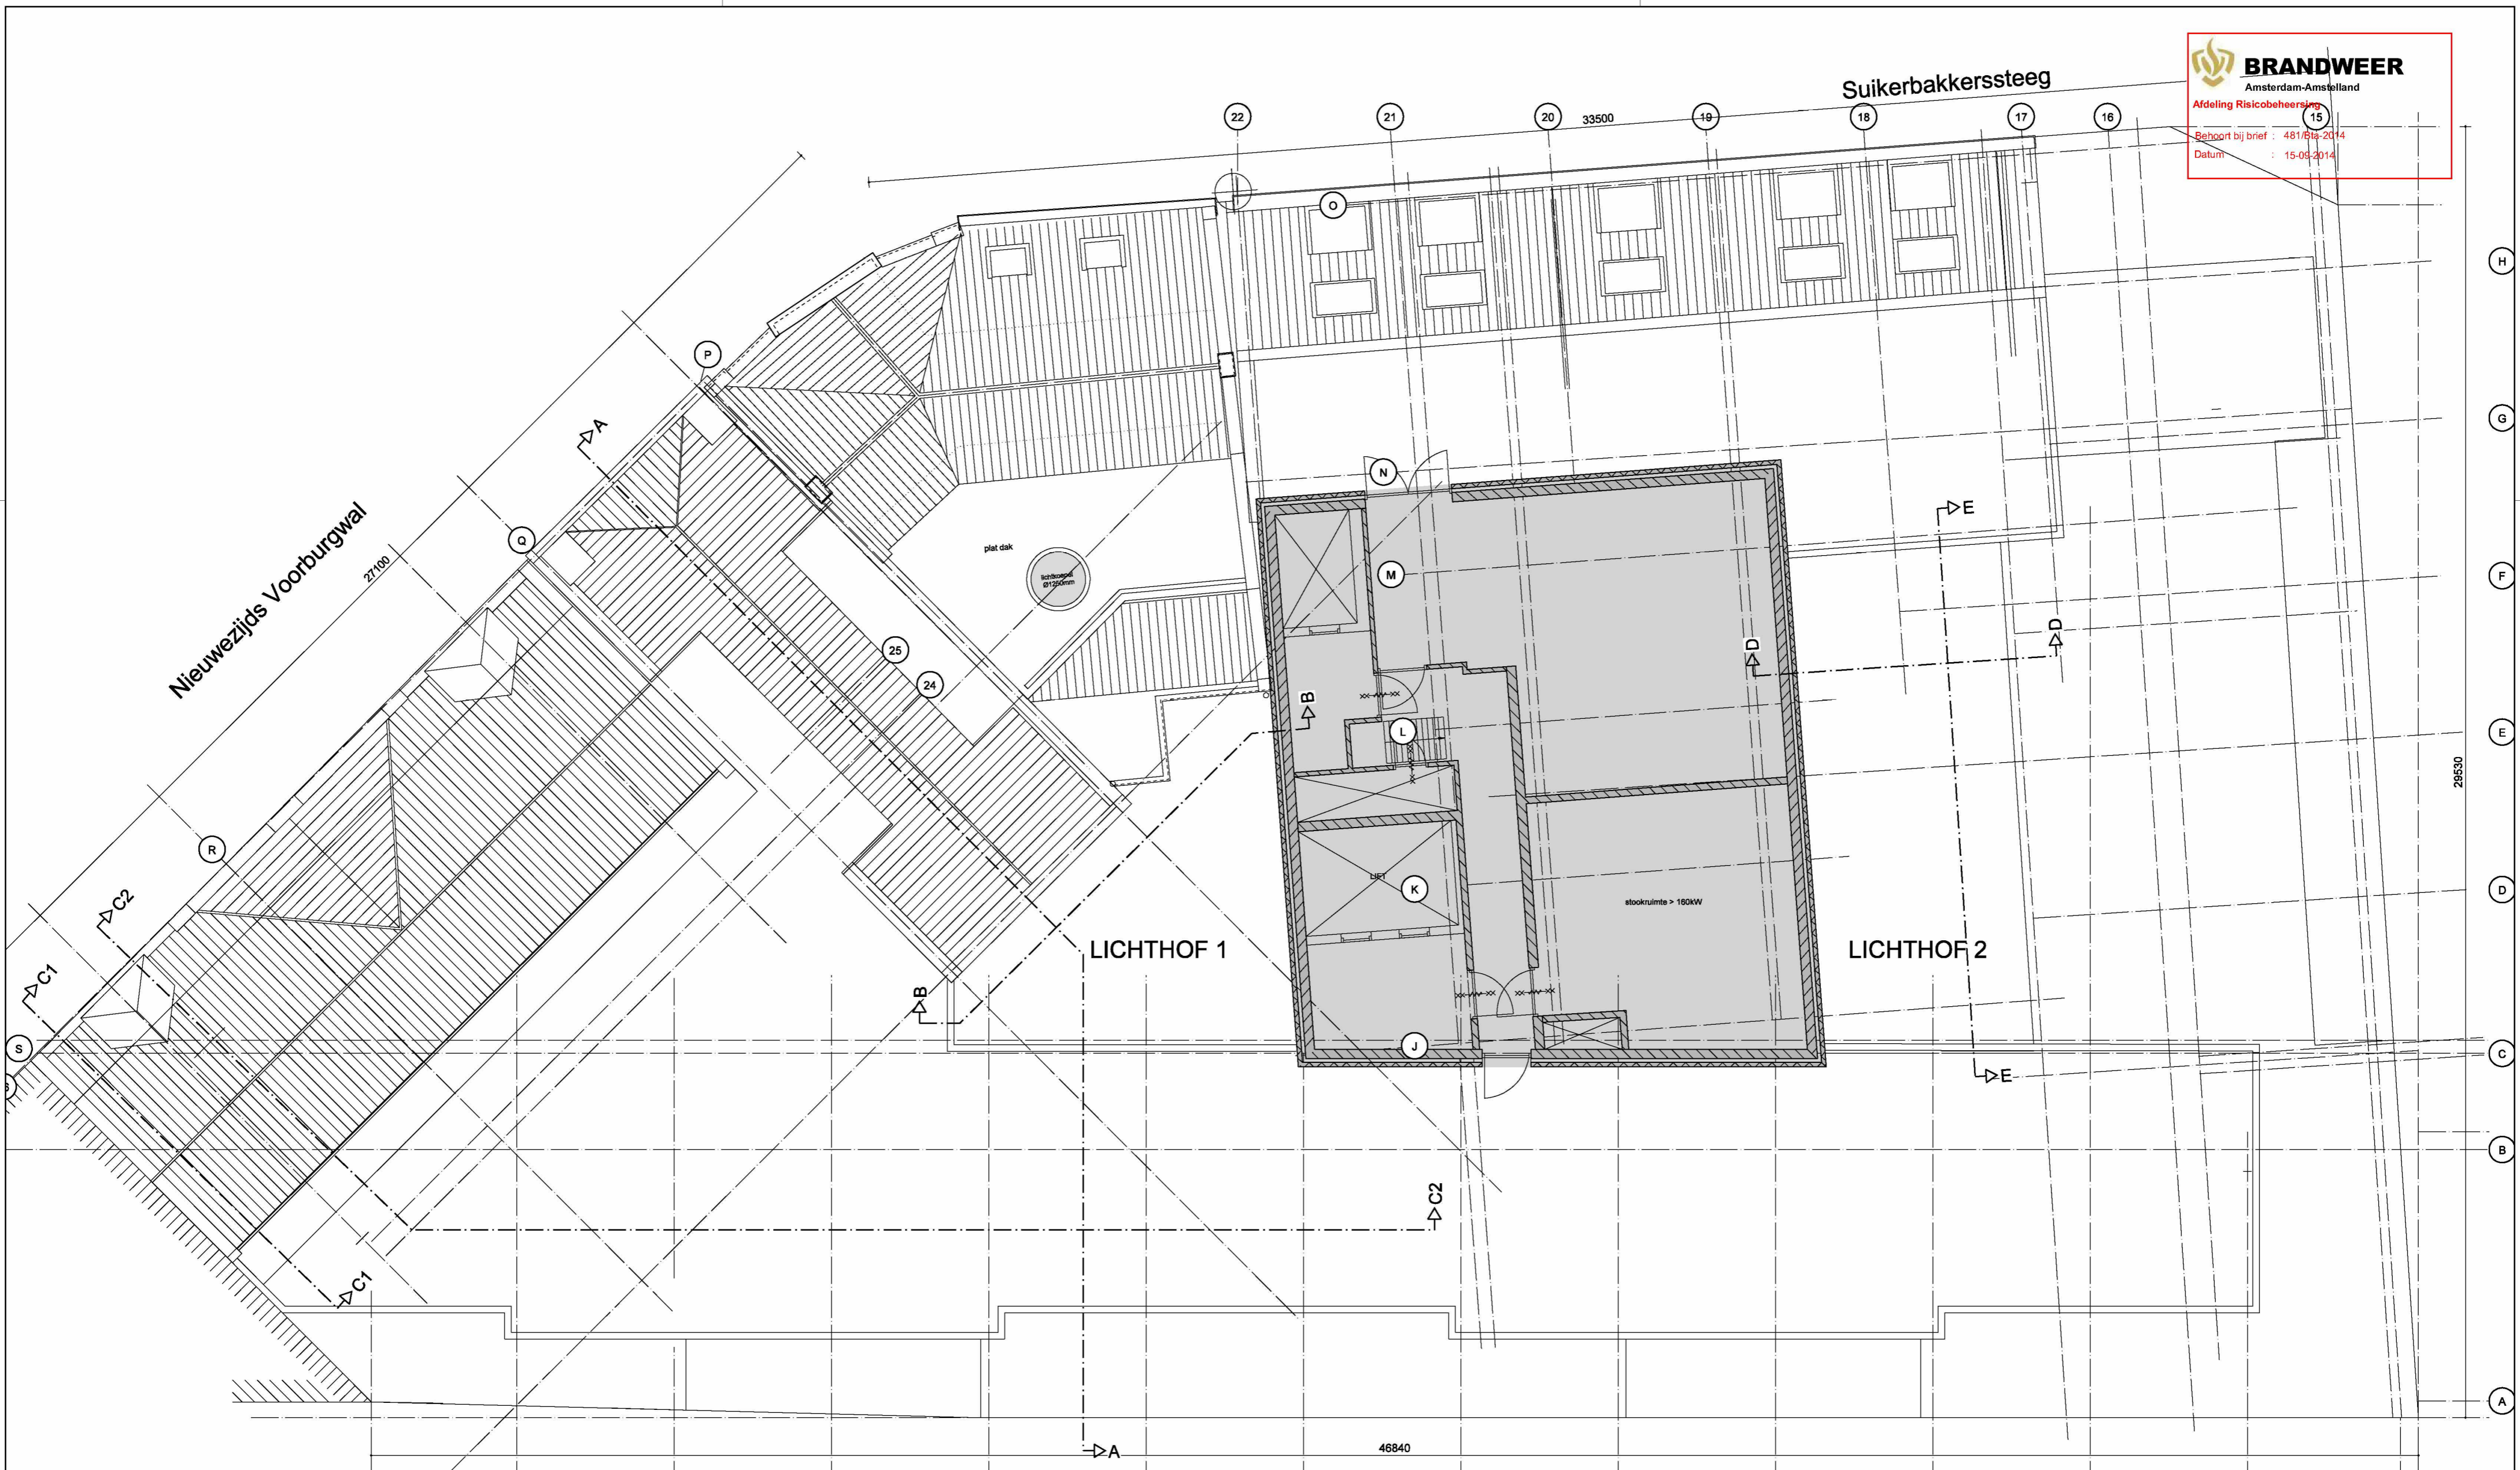 BRANDWEER
Amsterdam-Amstelland
Afdeling Risicobeheersing
Behoort bij brief : 481/Bta-2014
Datum : 15-09-2014
Suikerbakkerssteeg
33500
22
21
20
19
18
17
16
15
O
H
P
G
A
N
E
Nieuwezijds Voorburgwal
27100
Q
plat dak
lichtkoepel
Ø1250mm
M
F
D
D
25
24
B
L
E
29530
R
C2
LIFT
K
stookruimte > 160kW
D
LICHTHOF 1
LICHTHOF 2
C1
B
S
J
C
E
B
C2
C1
A
46840
A